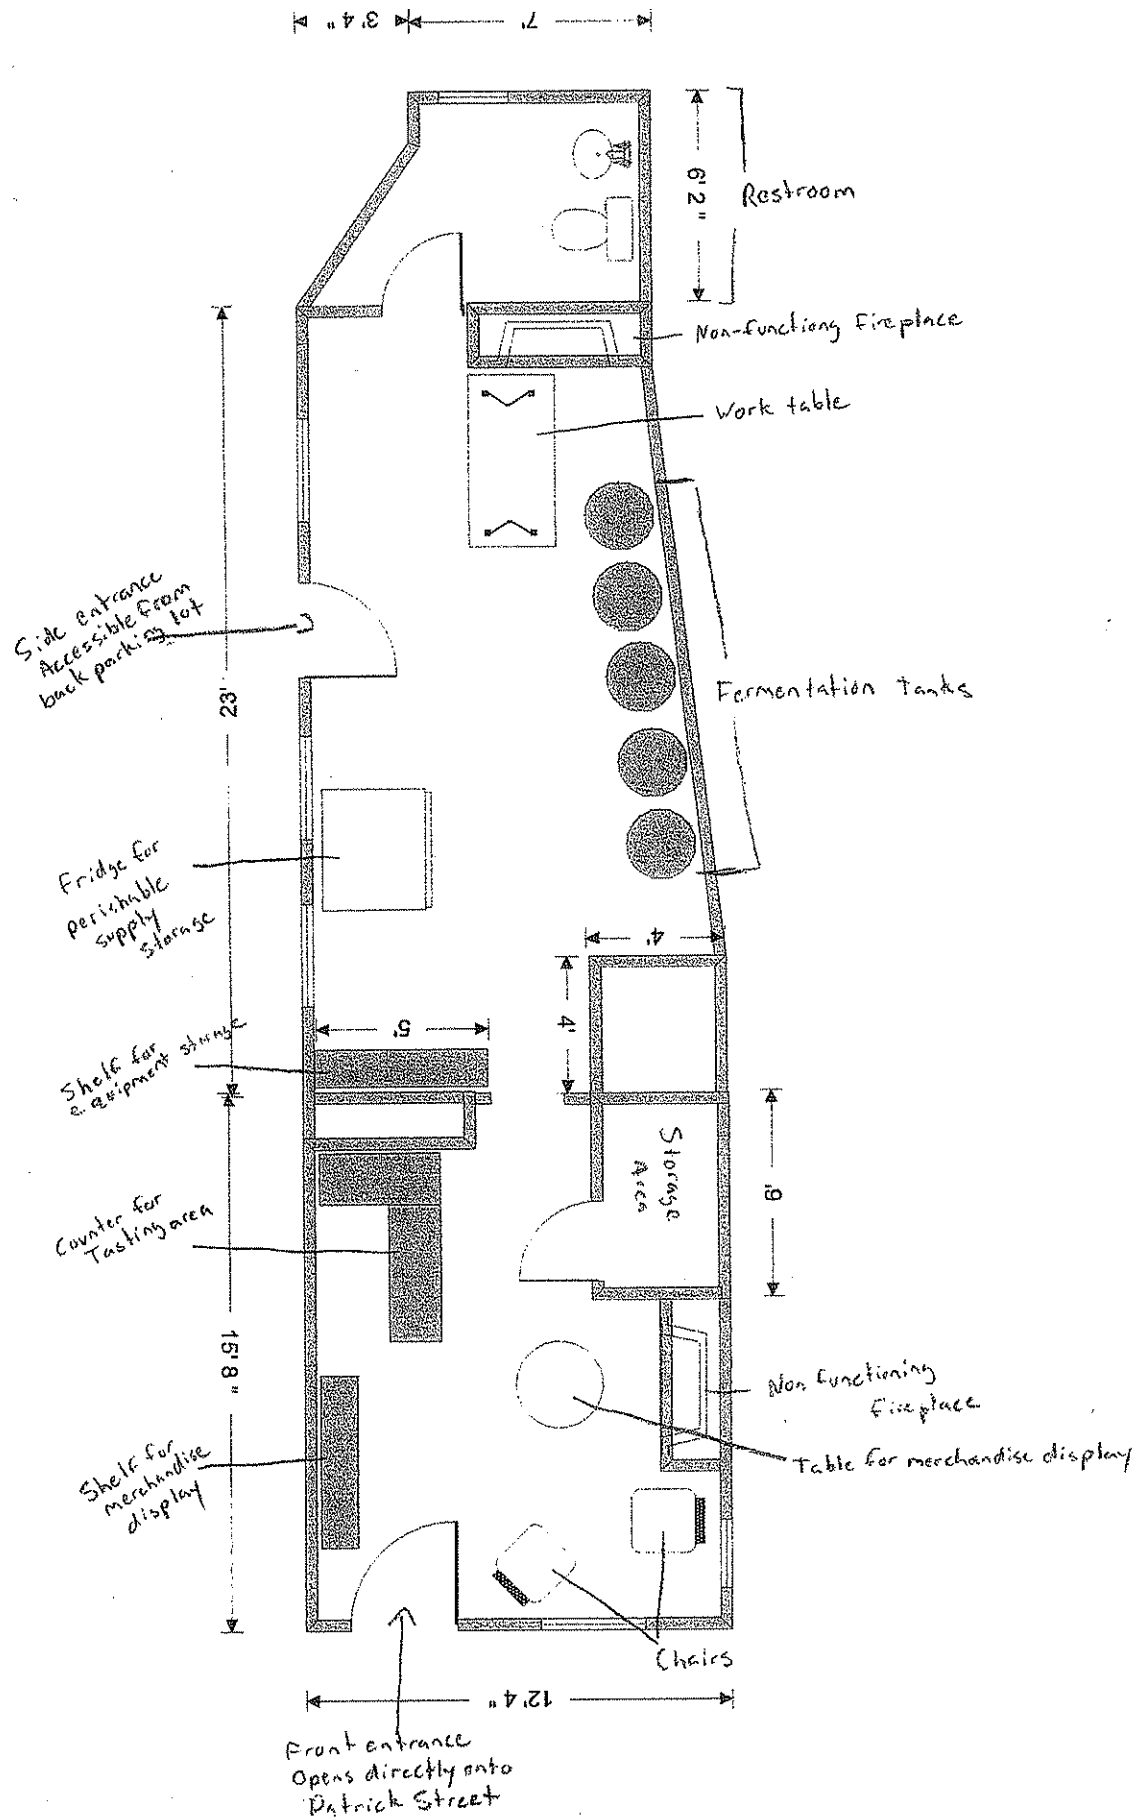 3'4"
7'
6'2"
Restroom
Non-functiong Fireplace
Work table
Side entrance
Accessible from
back parking lot
23'
Fermentation Tanks
Fridge for
perishable
supply
storage
4'
4'
5'
Shelf for
equipment storage
Storage
Area
6'
Counter for
Tasting area
15'8"
Non functioning
fireplace
Table for merchandise display
Shelf for
merchandise
display
Chairs
12'4"
Front entrance
Opens directly onto
Patrick Street